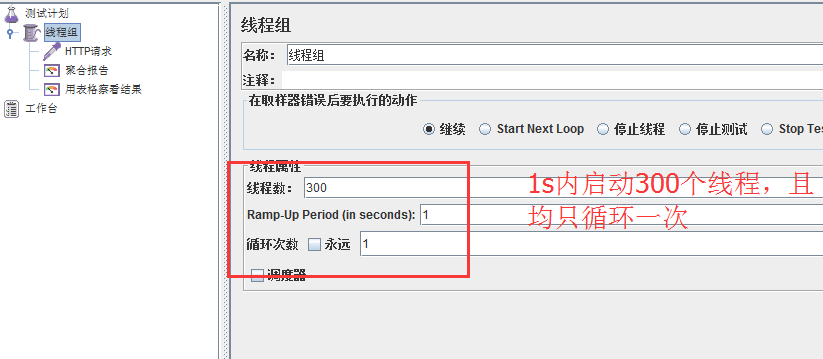 测试计划
线程组
HTTP请求
聚合报告
用表格察看结果
工作台
线程组
名称： 线程组
注释：
在取样器错误后要执行的动作
继续 Start Next Loop 停止线程 停止测试 Stop Tes
线程属性
线程数： 300
Ramp-Up Period (in seconds): 1
循环次数 永远 1
调度器
1s内启动300个线程，且
均只循环一次